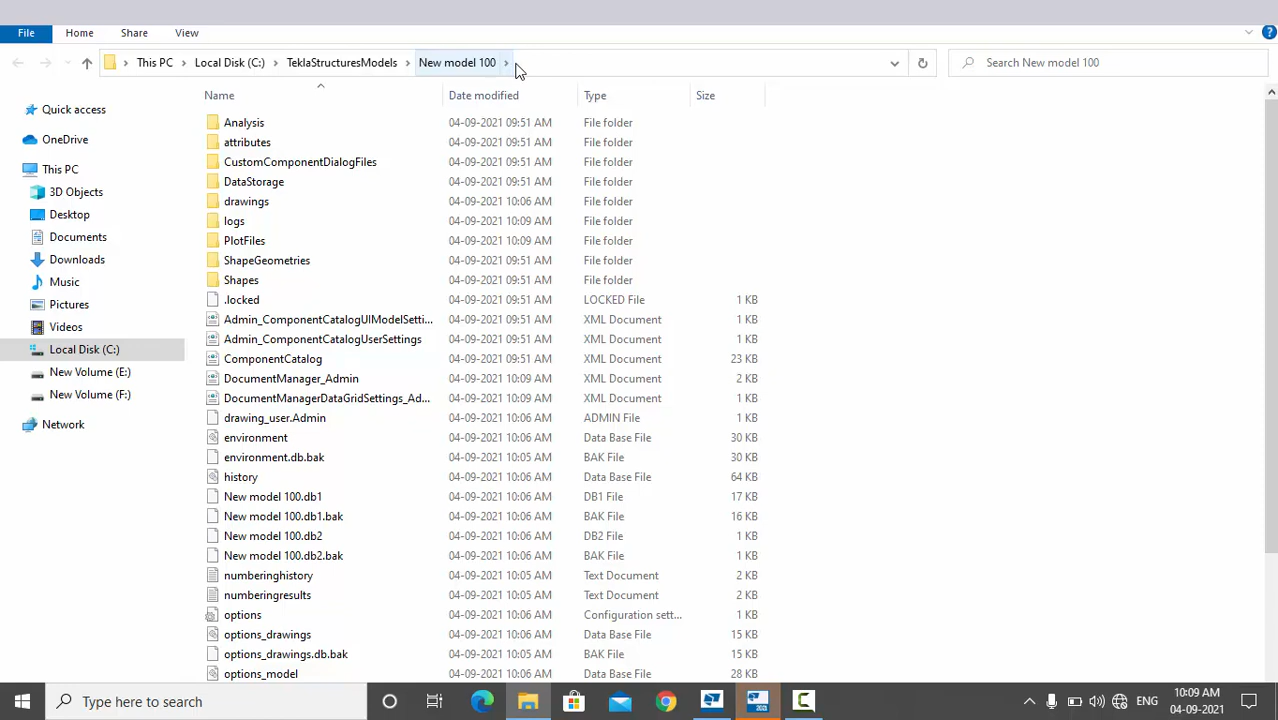 File Home Share View
This PC Local Disk (C:) TeklaStructuresModels New model 100 Search New model 100
Name Date modified Type Size
Quick access
OneDrive
This PC
3D Objects
Desktop
Documents
Downloads
Music
Pictures
Videos
Local Disk (C:)
New Volume (E:)
New Volume (F:)
Network
Analysis 04-09-2021 09:51 AM File folder
attributes 04-09-2021 09:51 AM File folder
CustomComponentDialogFiles 04-09-2021 09:51 AM File folder
DataStorage 04-09-2021 09:51 AM File folder
drawings 04-09-2021 10:06 AM File folder
logs 04-09-2021 10:09 AM File folder
PlotFiles 04-09-2021 10:09 AM File folder
ShapeGeometries 04-09-2021 09:51 AM File folder
Shapes 04-09-2021 09:51 AM File folder
.locked 04-09-2021 09:51 AM LOCKED File 1 KB
Admin_ComponentCatalogUIModelSetti... 04-09-2021 09:51 AM XML Document 1 KB
Admin_ComponentCatalogUserSettings 04-09-2021 09:51 AM XML Document 1 KB
ComponentCatalog 04-09-2021 09:51 AM XML Document 23 KB
DocumentManager_Admin 04-09-2021 10:09 AM XML Document 2 KB
DocumentManagerDataGridSettings_Ad... 04-09-2021 10:09 AM XML Document 1 KB
drawing_user.Admin 04-09-2021 10:06 AM ADMIN File 1 KB
environment 04-09-2021 10:06 AM Data Base File 30 KB
environment.db.bak 04-09-2021 10:06 AM BAK File 30 KB
history 04-09-2021 10:06 AM Data Base File 64 KB
New model 100.db1 04-09-2021 10:06 AM DB1 File 17 KB
New model 100.db1.bak 04-09-2021 10:06 AM BAK File 16 KB
New model 100.db2 04-09-2021 10:06 AM DB2 File 1 KB
New model 100.db2.bak 04-09-2021 10:06 AM BAK File 1 KB
numberinghistory 04-09-2021 10:05 AM Text Document 2 KB
numberingresults 04-09-2021 10:05 AM Text Document 2 KB
options 04-09-2021 10:06 AM Configuration sett... 1 KB
options_drawings 04-09-2021 10:06 AM Data Base File 15 KB
options_drawings.db.bak 04-09-2021 10:06 AM BAK File 15 KB
options_model 04-09-2021 10:06 AM Data Base File 28 KB
Type here to search
2021
ENG
10:09 AM
04-09-2021